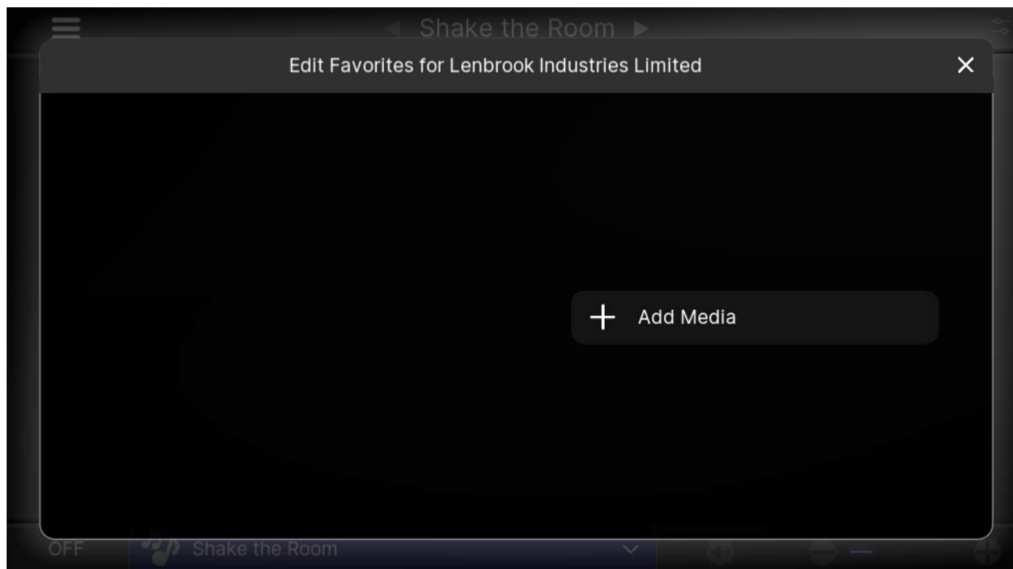 Shake the Room
Edit Favorites for Lenbrook Industries Limited
Add Media
OFF
Shake the Room